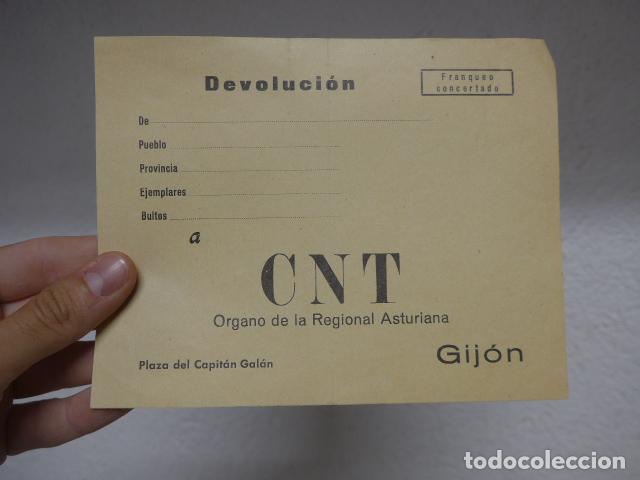 Devolución
Franqueo
concertado
De
Pueblo
Provincia
Ejemplares
Bultos
a
CNT
Organo de la Regional Asturiana
Plaza del Capitán Galán
Gijón
todocoleccion.net